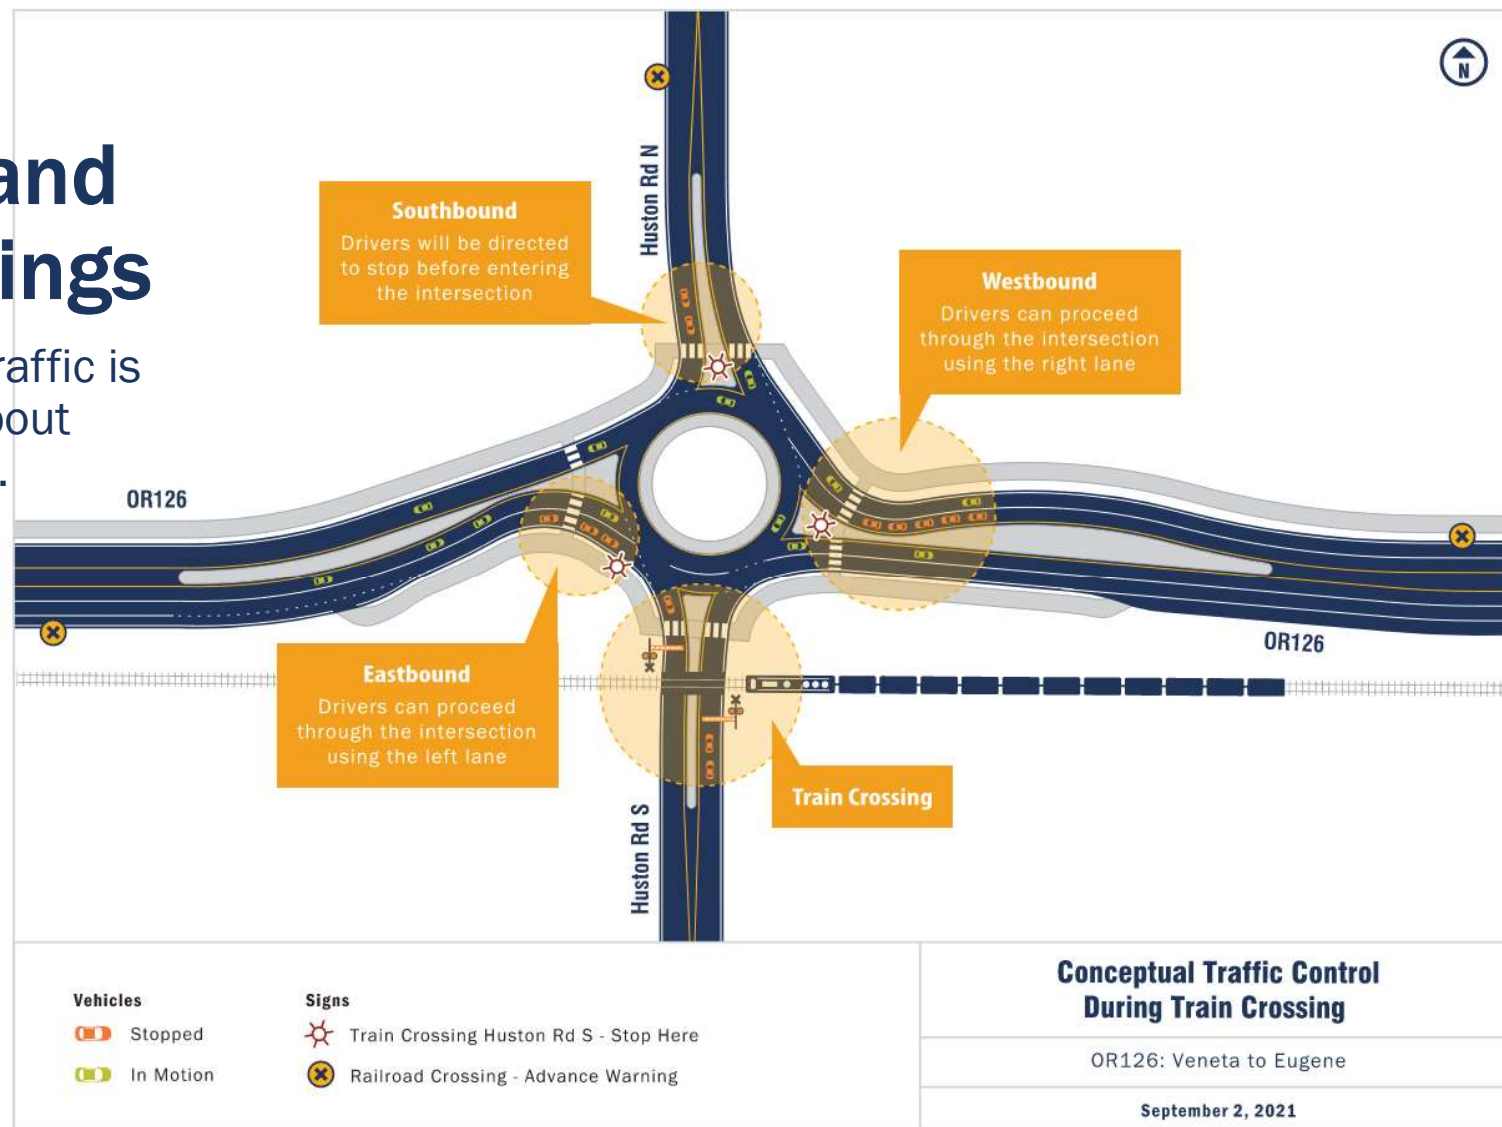 and
ings
raffic is
out
.
N
Huston Rd N
Southbound
Drivers will be directed
to stop before entering
the intersection
Westbound
Drivers can proceed
through the intersection
using the right lane
OR126
OR126
Eastbound
Drivers can proceed
through the intersection
using the left lane
Train Crossing
Huston Rd S
Vehicles
Stopped
In Motion
Signs
Train Crossing Huston Rd S - Stop Here
Railroad Crossing - Advance Warning
Conceptual Traffic Control
During Train Crossing
OR126: Veneta to Eugene
September 2, 2021